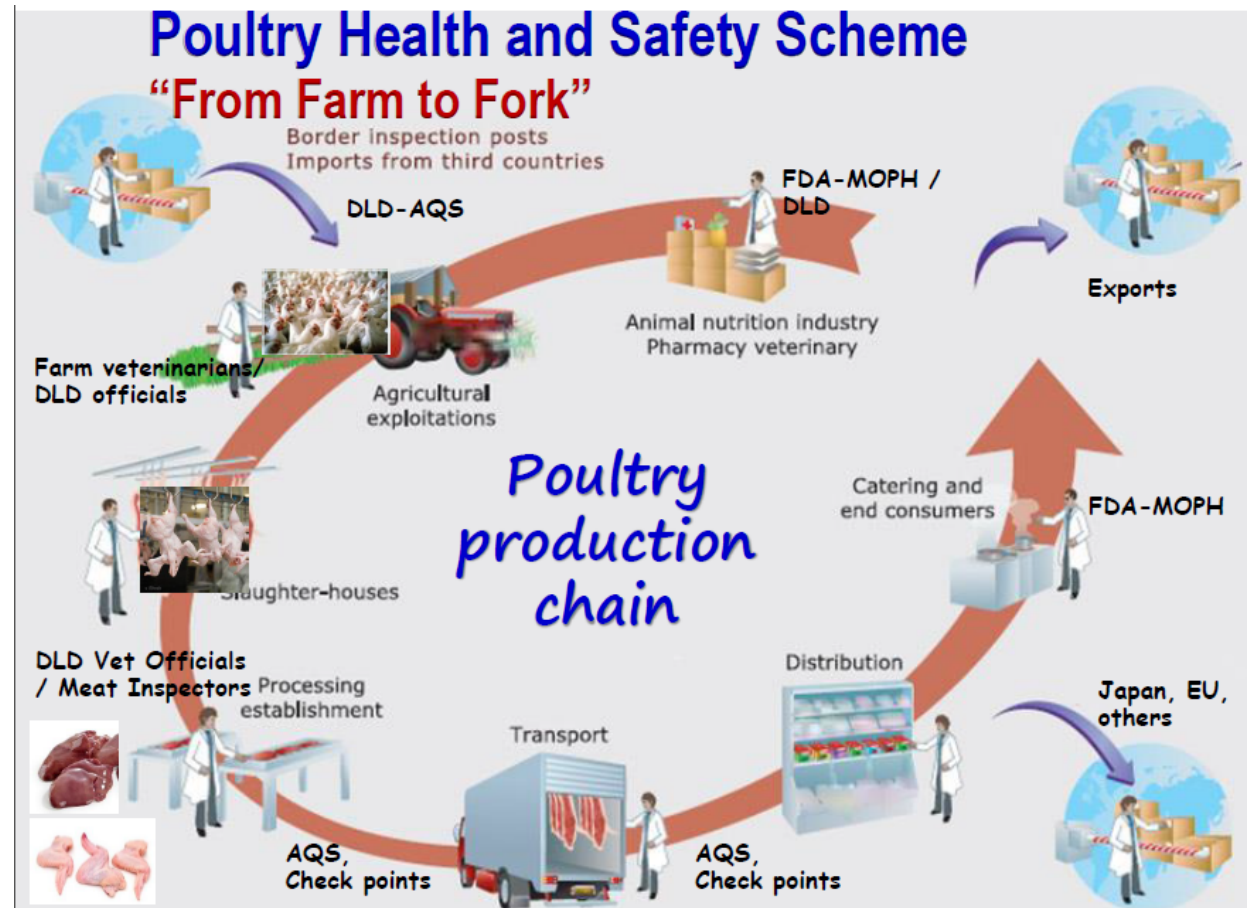 Poultry Health and Safety Scheme
“From Farm to Fork”
Border inspection posts
Imports from third countries
DLD-AQS
FDA-MOPH /
DLD
Exports
Animal nutrition industry
Pharmacy veterinary
Farm veterinarians/
DLD officials
Agricultural
exploitations
Poultry
production
chain
Catering and
end consumers
FDA-MOPH
Slaughter-houses
DLD Vet Officials
/ Meat Inspectors
Processing
establishment
Transport
Distribution
Japan, EU,
others
AQS,
Check points
AQS,
Check points